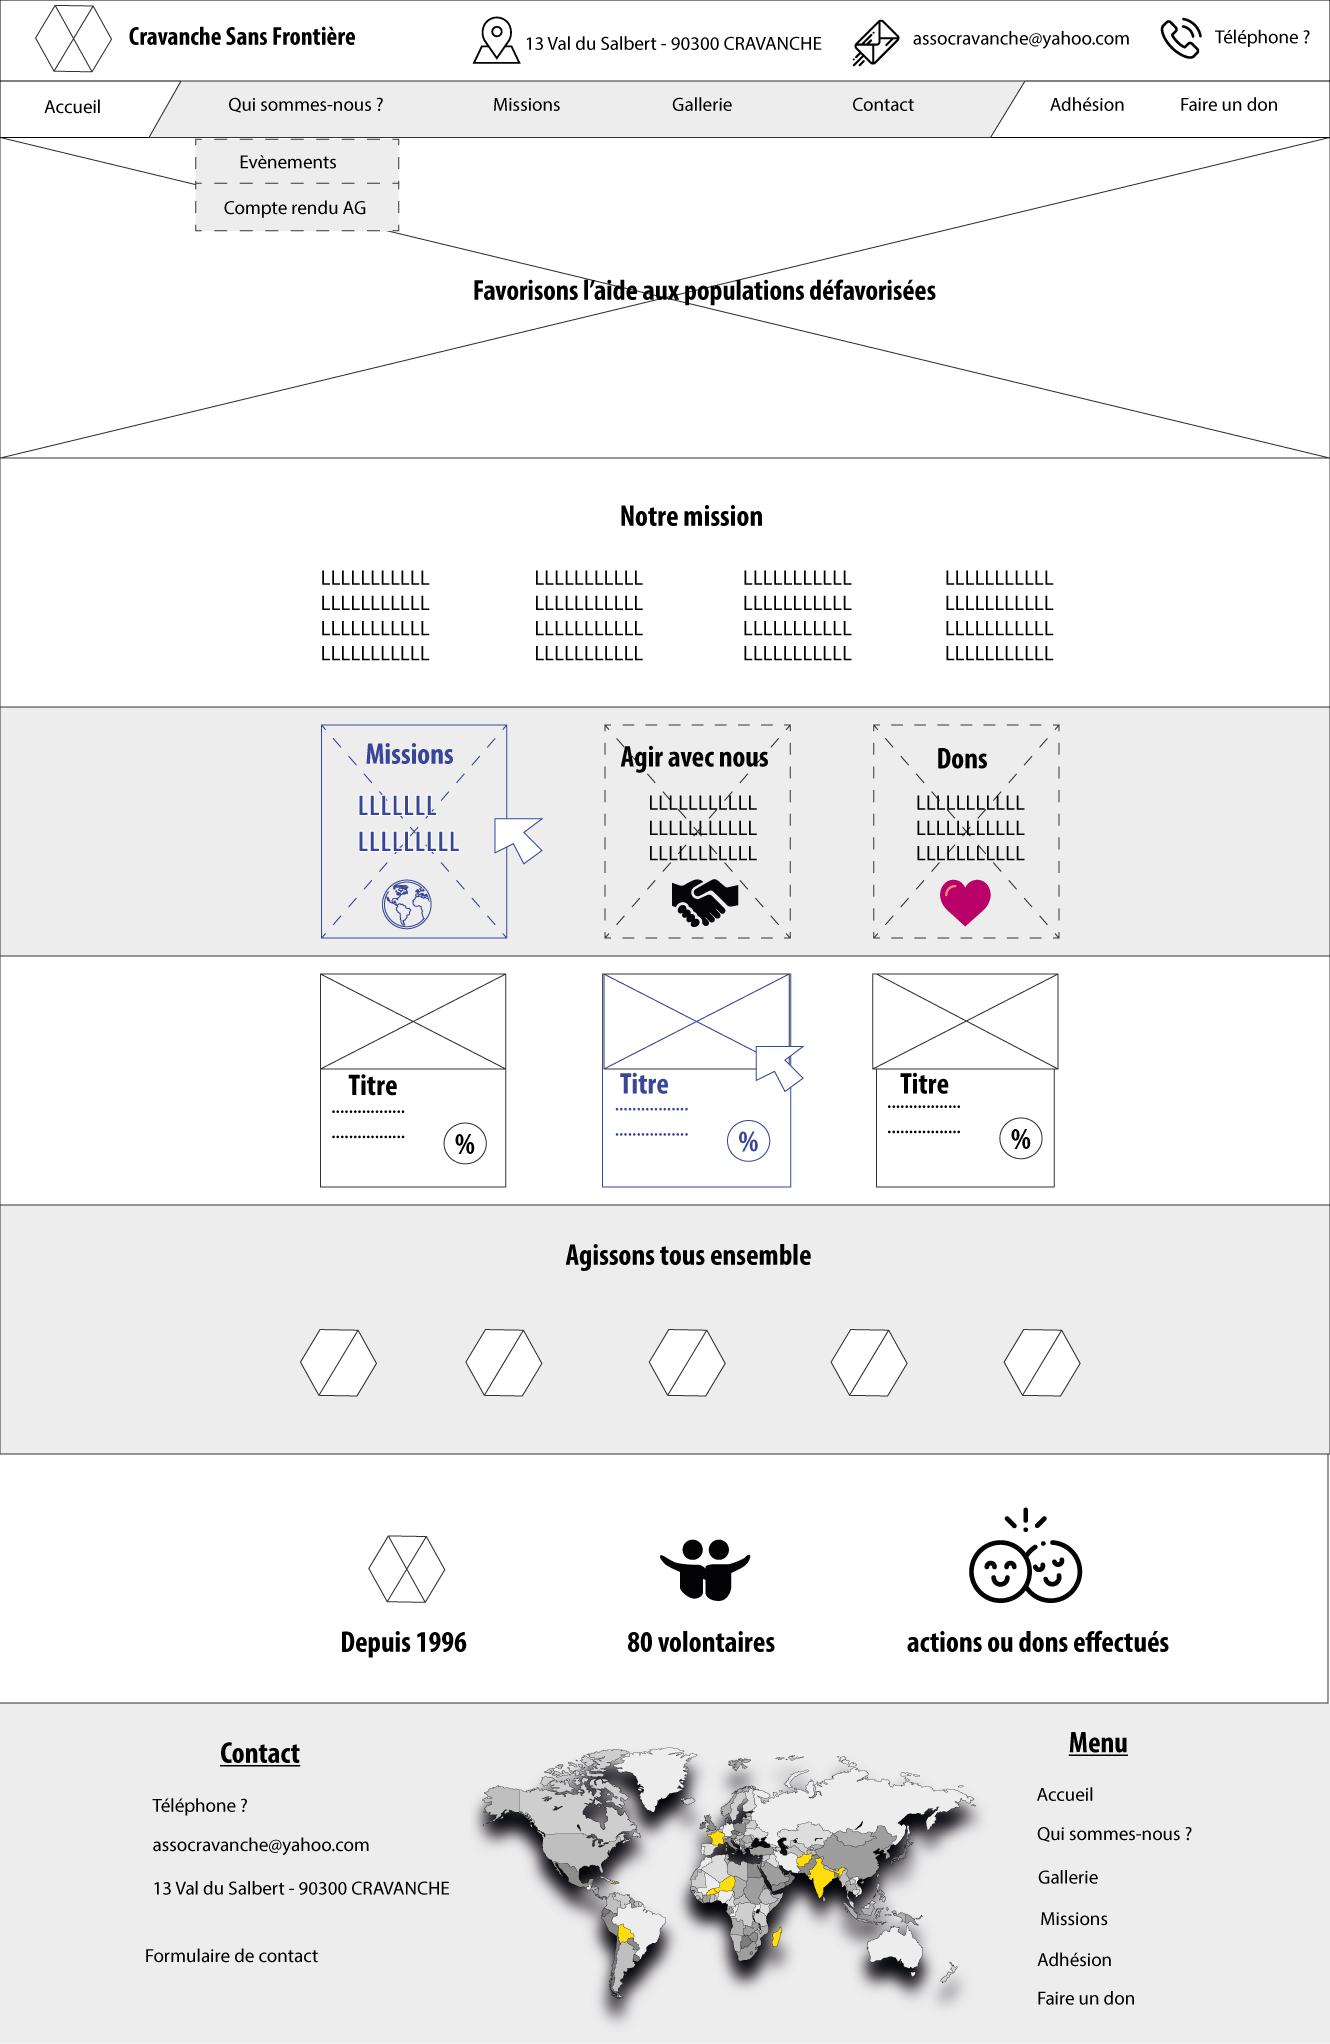 Cravanche Sans Frontière
13 Val du Salbert - 90300 CRAVANCHE
assocravanche@yahoo.com
Téléphone ?
Accueil
Qui sommes-nous ?
Missions
Gallerie
Contact
Adhésion
Faire un don
Evènements
Compte rendu AG
Favorisons l'aide aux populations défavorisées
Notre mission
LLLLLLLLLLL LLLLLLLLLLL LLLLLLLLLLL LLLLLLLLLLL
LLLLLLLLLLL LLLLLLLLLLL LLLLLLLLLLL LLLLLLLLLLL
LLLLLLLLLLL LLLLLLLLLLL LLLLLLLLLLL LLLLLLLLLLL
LLLLLLLLLLL LLLLLLLLLLL LLLLLLLLLLL LLLLLLLLLLL
Missions
LLLLLLL
LLLLLLLLL
Agir avec nous
LLLLLLLLLLL
LLLLLLLLLLL
LLLLLLLLLLL
Dons
LLLLLLLLLLL
LLLLLLLLLLL
LLLLLLLLLLL
Titre
..................
..................
%
Titre
..................
..................
%
Titre
..................
..................
%
Agissons tous ensemble
Depuis 1996
80 volontaires
actions ou dons effectués
Contact
Téléphone ?
assocravanche@yahoo.com
13 Val du Salbert - 90300 CRAVANCHE
Formulaire de contact
Menu
Accueil
Qui sommes-nous ?
Gallerie
Missions
Adhésion
Faire un don